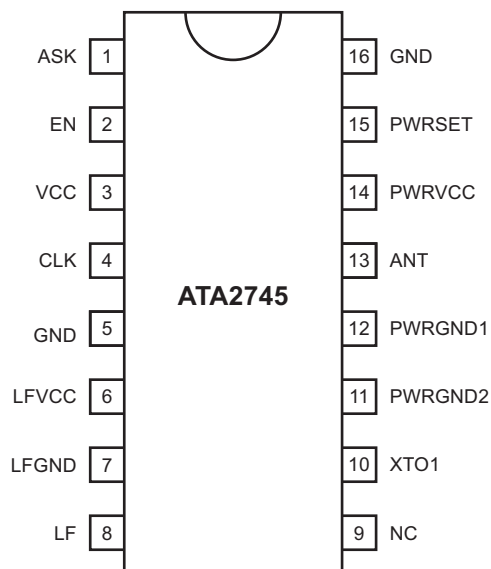 ASK 1 16 GND
EN 2 15 PWRSET
VCC 3 14 PWRVCC
CLK 4 13 ANT
ATA2745
GND 5 12 PWRGND1
LFVCC 6 11 PWRGND2
LFGND 7 10 XTO1
LF 8 9 NC